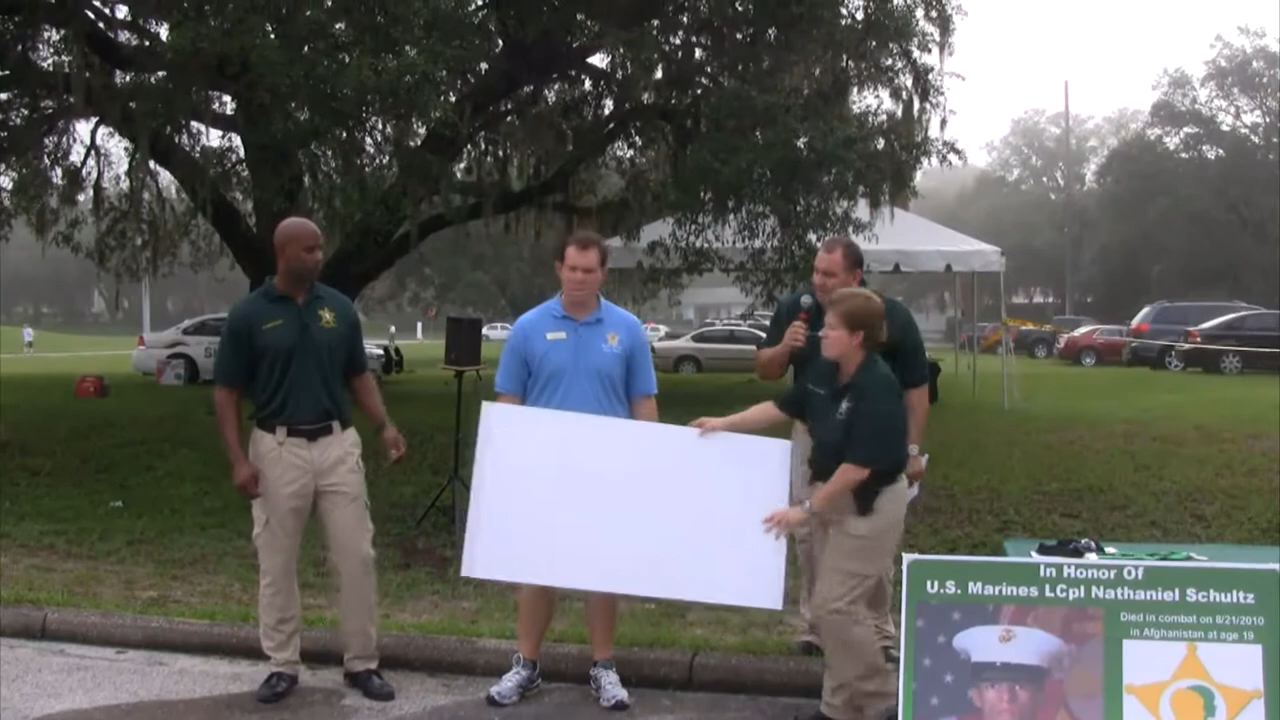 In Honor Of
U.S. Marines LCpl Nathaniel Schultz
Died in combat on 8/21/2010
in Afghanistan at age 19